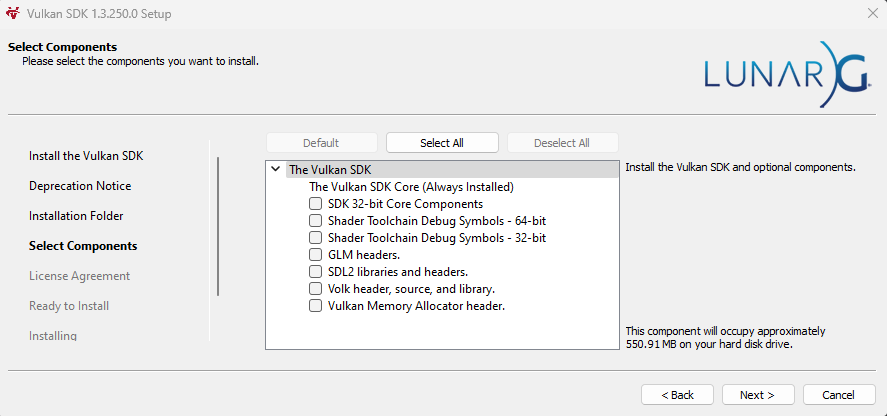 Vulkan SDK 1.3.250.0 Setup
Select Components
Please select the components you want to install.
LUNAR)G
Install the Vulkan SDK
Deprecation Notice
Installation Folder
Select Components
License Agreement
Ready to Install
Installing
Default
Select All
Deselect All
The Vulkan SDK
The Vulkan SDK Core (Always Installed)
SDK 32-bit Core Components
Shader Toolchain Debug Symbols - 64-bit
Shader Toolchain Debug Symbols - 32-bit
GLM headers.
SDL2 libraries and headers.
Volk header, source, and library.
Vulkan Memory Allocator header.
Install the Vulkan SDK and optional components.
This component will occupy approximately
550.91 MB on your hard disk drive.
< Back
Next >
Cancel